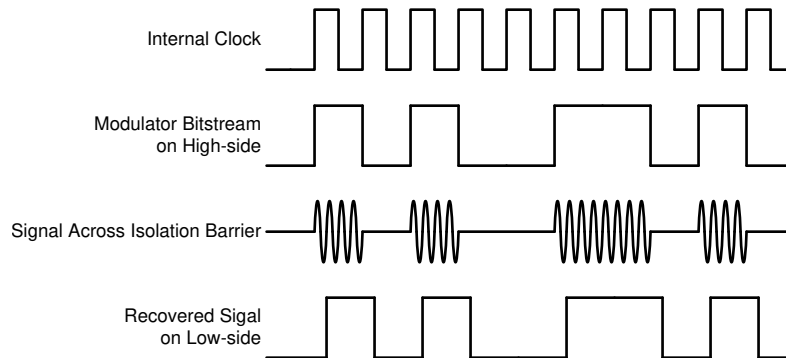 Internal Clock
Modulator Bitstream
on High-side
Signal Across Isolation Barrier
Recovered Sigal
on Low-side